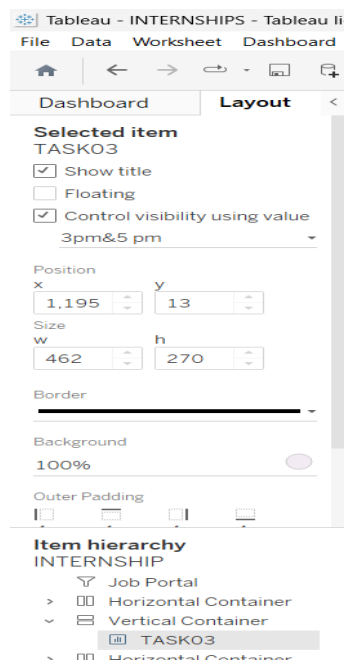 Tableau - INTERNSHIPS - Tableau li
File Data Worksheet Dashboard
Dashboard Layout <
Selected item
TASK03
Show title
Floating
Control visibility using value
3pm&5 pm
Position
x y
1,195 13
Size
w h
462 270
Border
Background
100%
Outer Padding
Item hierarchy
INTERNSHIP
Job Portal
Horizontal Container
Vertical Container
TASK03
Horizontal Container